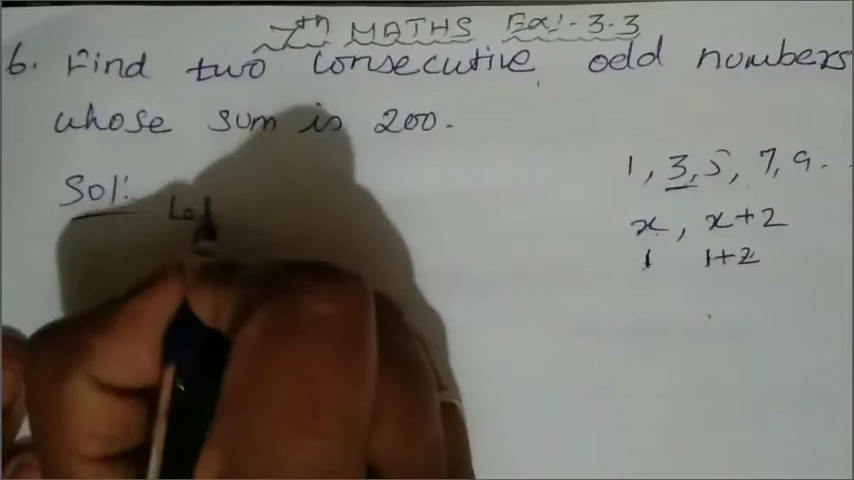 7th MATHS Ex:- 3.3
6. Find two consecutive odd numbers
whose sum is 200.
1, 3, 5, 7, 9..
Sol:
Let
x, x+2
1 1+2